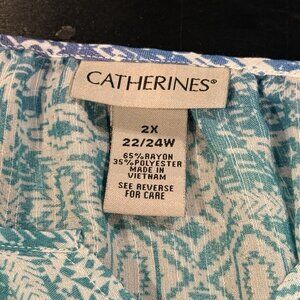 CATHERINES®
2X
22/24W
65%RAYON
35%POLYESTER
MADE IN
VIETNAM
SEE REVERSE
FOR CARE